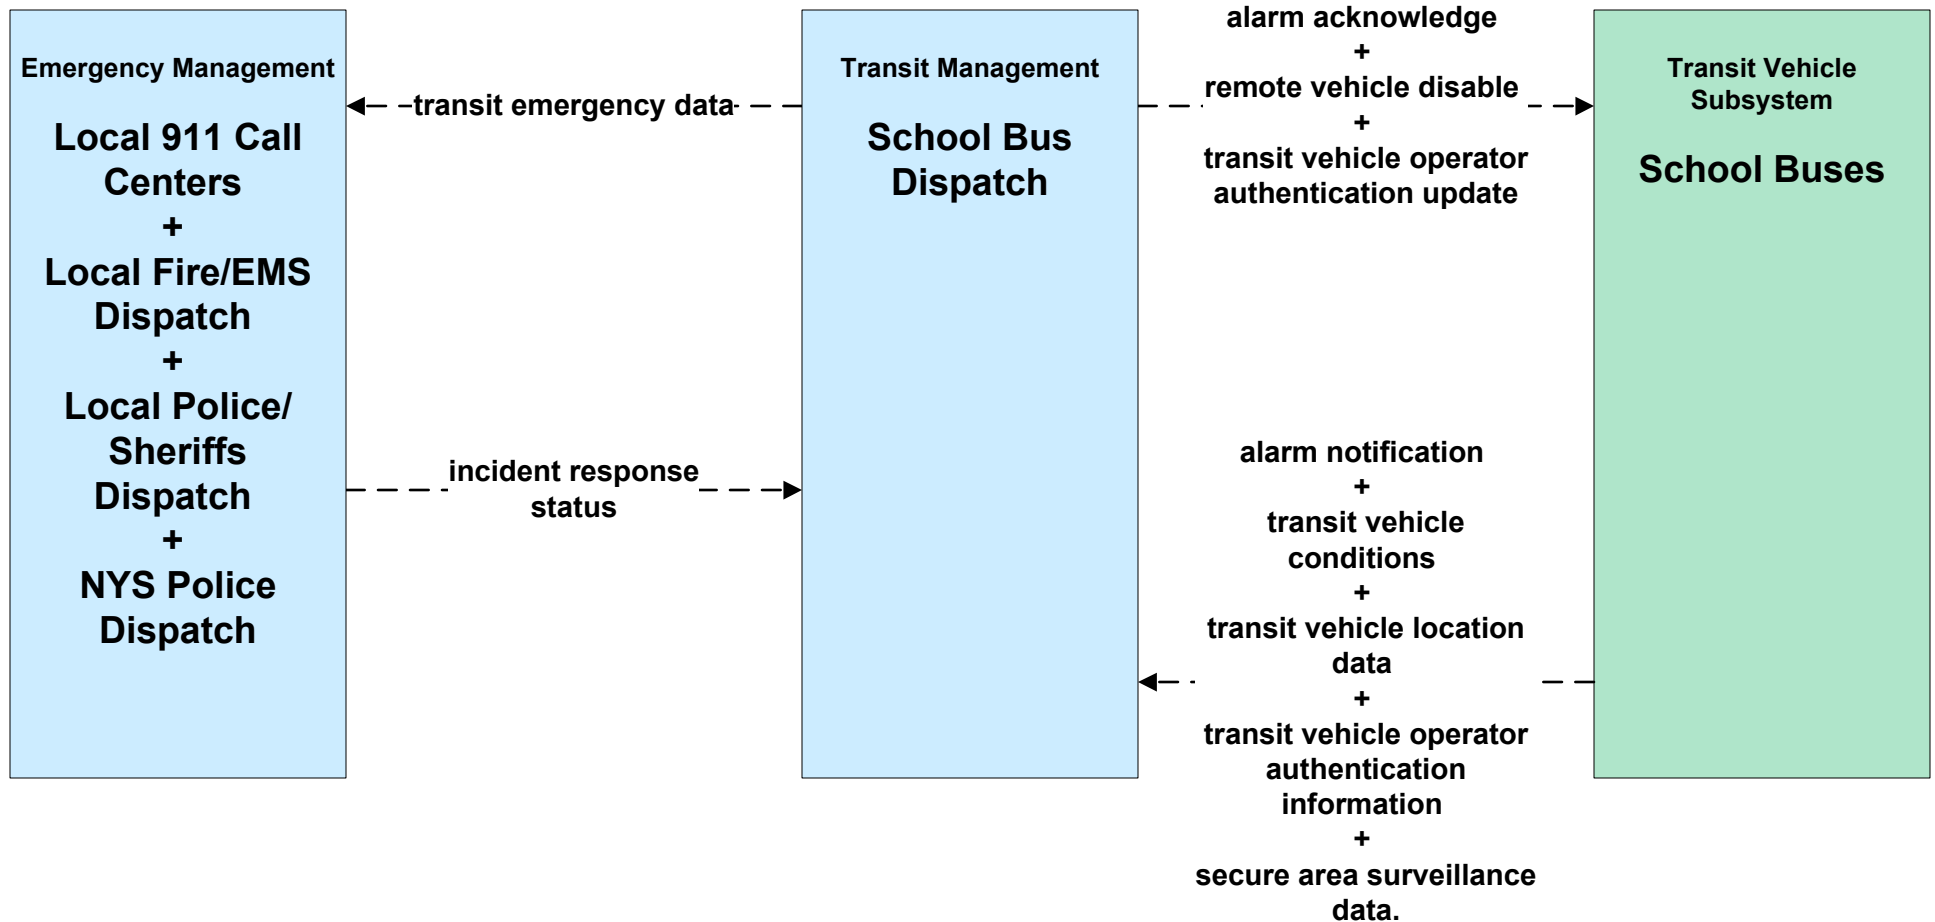 Emergency Management
Local 911 Call
Centers
+
Local Fire/EMS
Dispatch
+
Local Police/
Sheriffs
Dispatch
+
NYS Police
Dispatch
transit emergency data
incident response
status
Transit Management
School Bus
Dispatch
alarm acknowledge
+
remote vehicle disable
+
transit vehicle operator
authentication update
alarm notification
+
transit vehicle
conditions
+
transit vehicle location
data
+
transit vehicle operator
authentication
information
+
secure area surveillance
data.
Transit Vehicle
Subsystem
School Buses